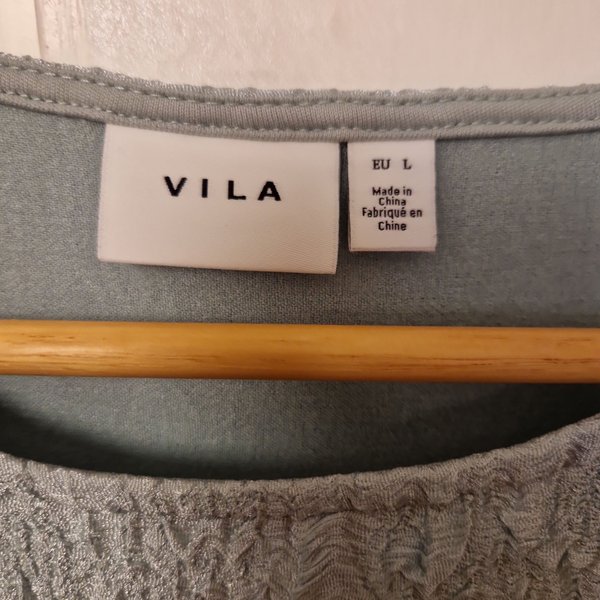 VILA
EU L
Made in
China
Fabriqué en
Chine